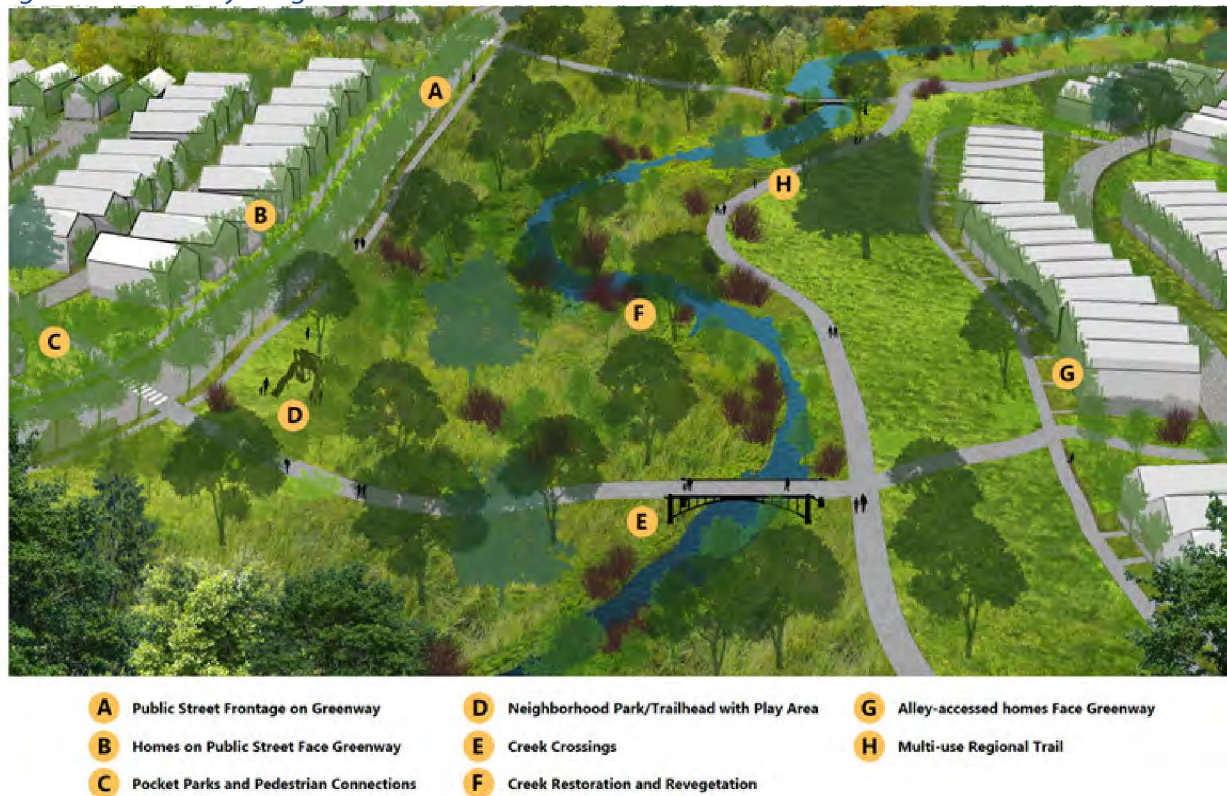 A
H
B
F
C
G
D
E
A Public Street Frontage on Greenway
B Homes on Public Street Face Greenway
C Pocket Parks and Pedestrian Connections
D Neighborhood Park/Trailhead with Play Area
E Creek Crossings
F Creek Restoration and Revegetation
G Alley-accessed homes Face Greenway
H Multi-use Regional Trail